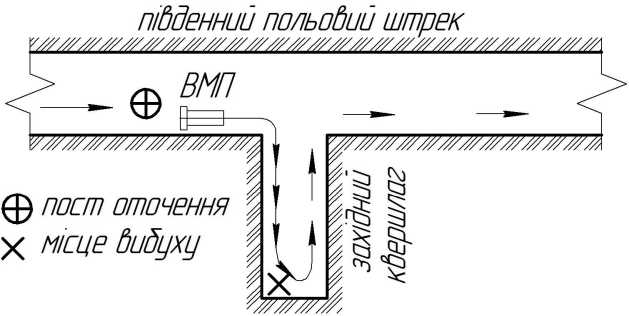 південний польовий штрек
ВМП
західний
квершлаг
пост оточення
місце вибуху